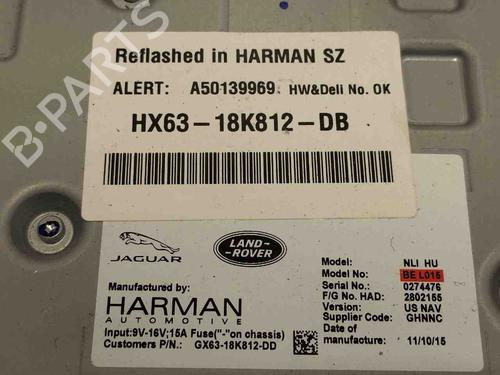 Reflashed in HARMAN SZ
ALERT: A50139969 HW&Deli No. OK
HX63-18K812-DB
JAGUAR
LAND-
ROVER
Manufactured by:
HARMAN
AUTOMOTIVE
Input:9V-16V;15A Fuse("-"on chassis)
Customers P/N.: GX63-18K812-DD
Model: NLI HU
Model No: BE L015
Serial No.: 0274476
F/G No. HAD: 2802155
Version: US NAV
Supplier Code: GHNNC
Date of
manufacture: 11/10/15
B-Parts